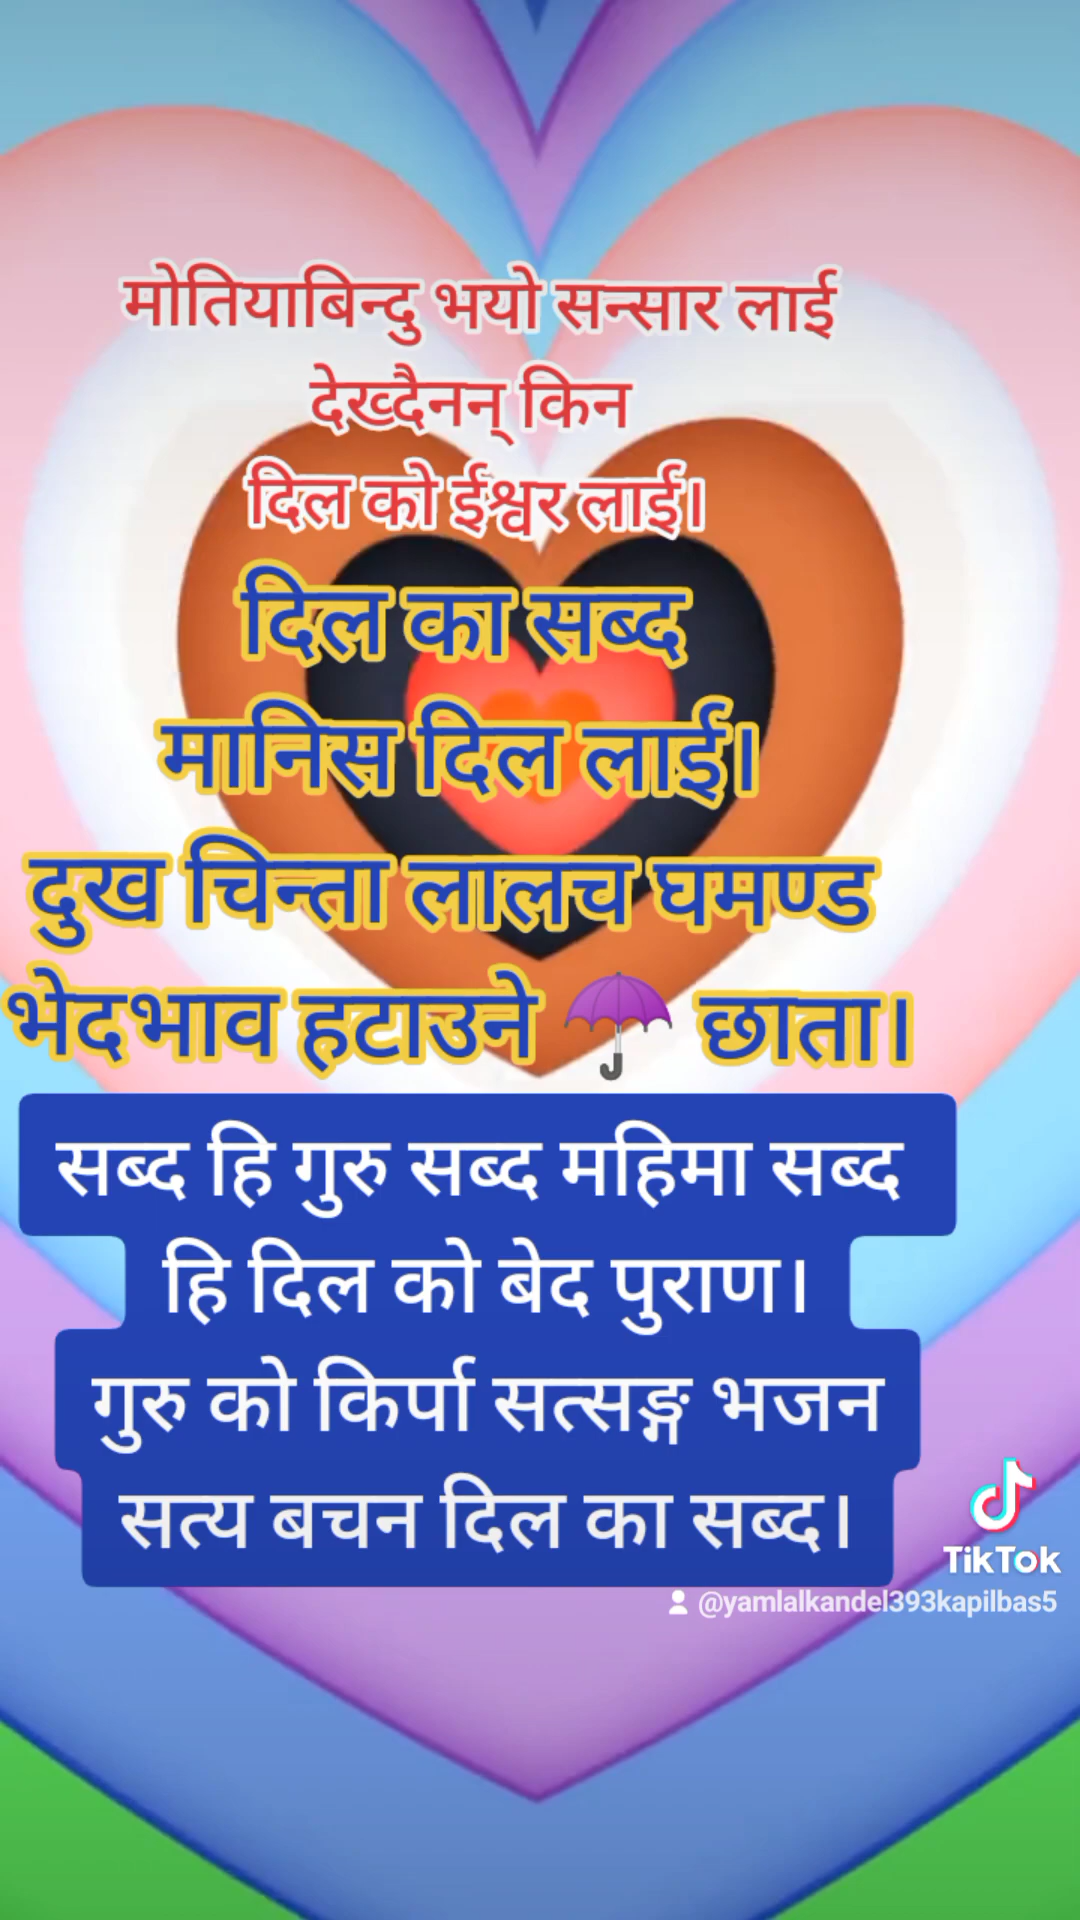 मोतियाबिन्दु भयो सन्सार लाई
देख्दैनन् किन
दिल को ईश्वर लाई।
दिल का सब्द
मानिस दिल लाई।
दुख चिन्ता लालच घमण्ड
भेदभाव हटाउने ☂ छाता।
सब्द हि गुरु सब्द महिमा सब्द
हि दिल को बेद पुराण।
गुरु को किर्पा सत्सङ्ग भजन
सत्य बचन दिल का सब्द।
TikTok
@yamlalkandel393kapilbas5